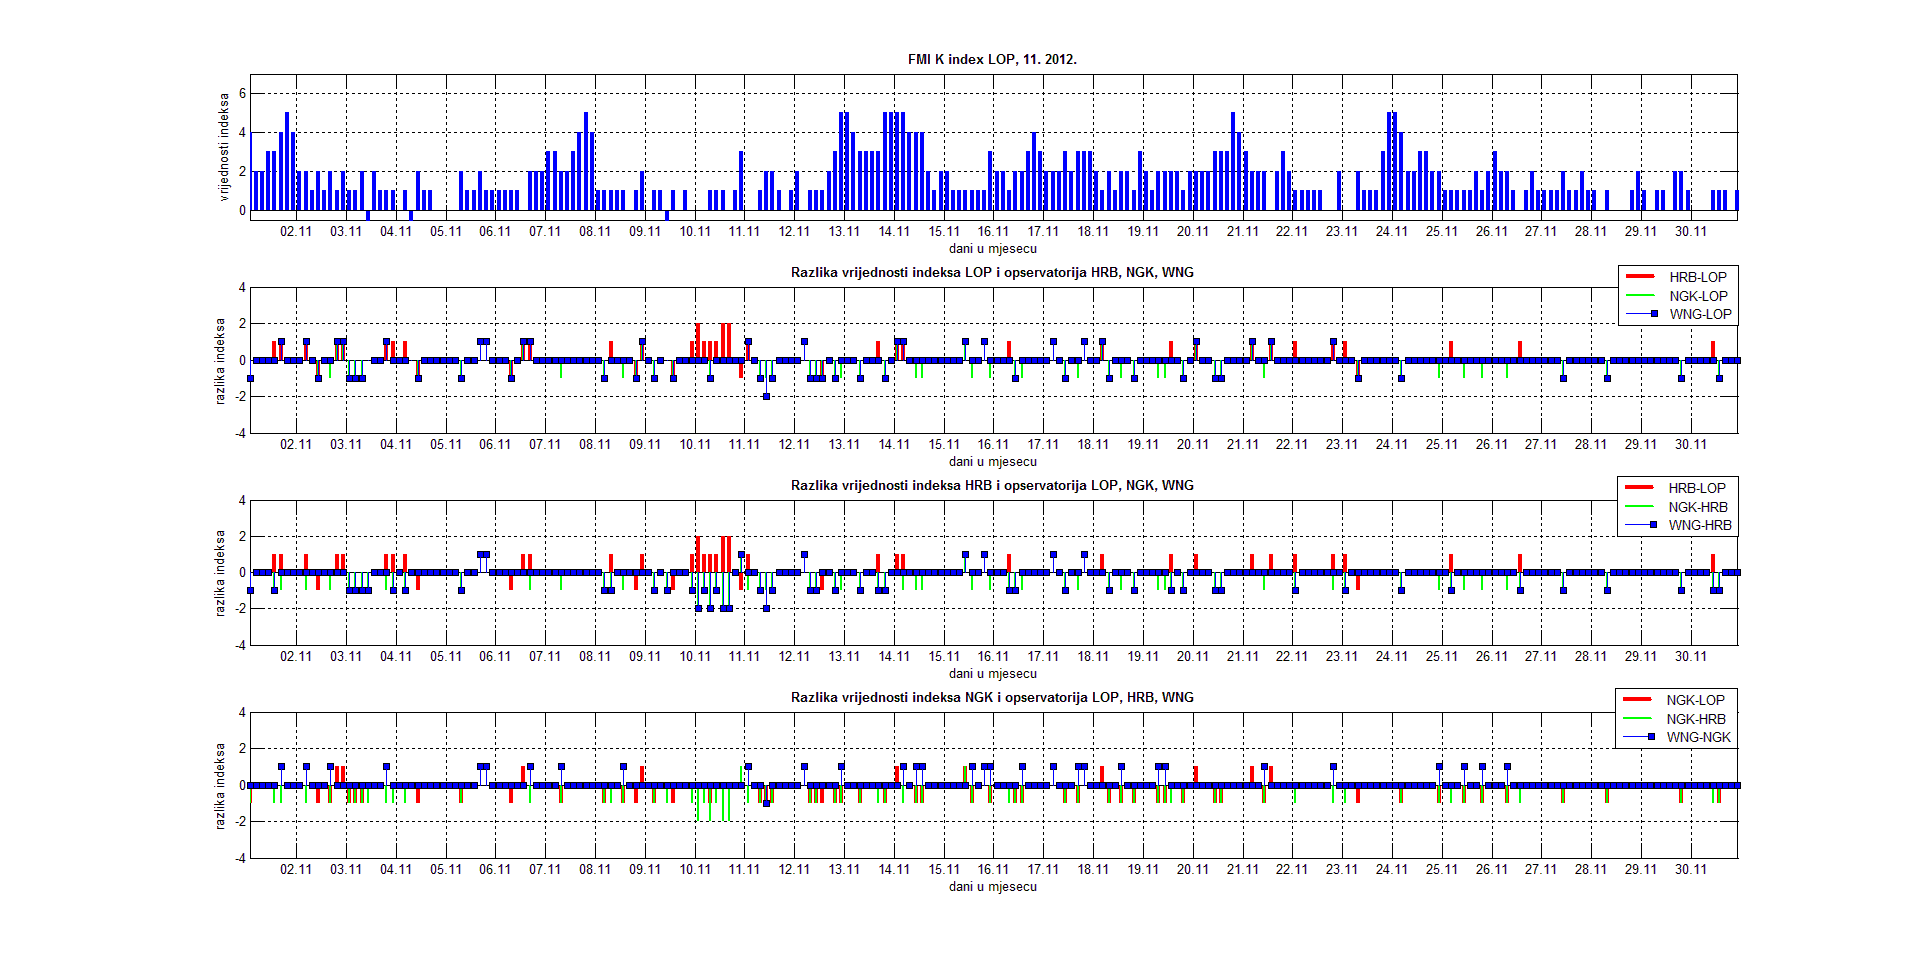 FMI K index LOP, 11. 2012.
vrijednosti indeksa
6
4
2
0
02.11 03.11 04.11 05.11 06.11 07.11 08.11 09.11 10.11 11.11 12.11 13.11 14.11 15.11 16.11 17.11 18.11 19.11 20.11 21.11 22.11 23.11 24.11 25.11 26.11 27.11 28.11 29.11 30.11
dani u mjesecu
Razlika vrijednosti indeksa LOP i opservatorija HRB, NGK, WNG
HRB-LOP
NGK-LOP
WNG-LOP
razlika indeksa
4
2
0
-2
-4
02.11 03.11 04.11 05.11 06.11 07.11 08.11 09.11 10.11 11.11 12.11 13.11 14.11 15.11 16.11 17.11 18.11 19.11 20.11 21.11 22.11 23.11 24.11 25.11 26.11 27.11 28.11 29.11 30.11
dani u mjesecu
Razlika vrijednosti indeksa HRB i opservatorija LOP, NGK, WNG
HRB-LOP
NGK-HRB
WNG-HRB
razlika indeksa
4
2
0
-2
-4
02.11 03.11 04.11 05.11 06.11 07.11 08.11 09.11 10.11 11.11 12.11 13.11 14.11 15.11 16.11 17.11 18.11 19.11 20.11 21.11 22.11 23.11 24.11 25.11 26.11 27.11 28.11 29.11 30.11
dani u mjesecu
Razlika vrijednosti indeksa NGK i opservatorija LOP, HRB, WNG
NGK-LOP
NGK-HRB
WNG-NGK
razlika indeksa
4
2
0
-2
-4
02.11 03.11 04.11 05.11 06.11 07.11 08.11 09.11 10.11 11.11 12.11 13.11 14.11 15.11 16.11 17.11 18.11 19.11 20.11 21.11 22.11 23.11 24.11 25.11 26.11 27.11 28.11 29.11 30.11
dani u mjesecu